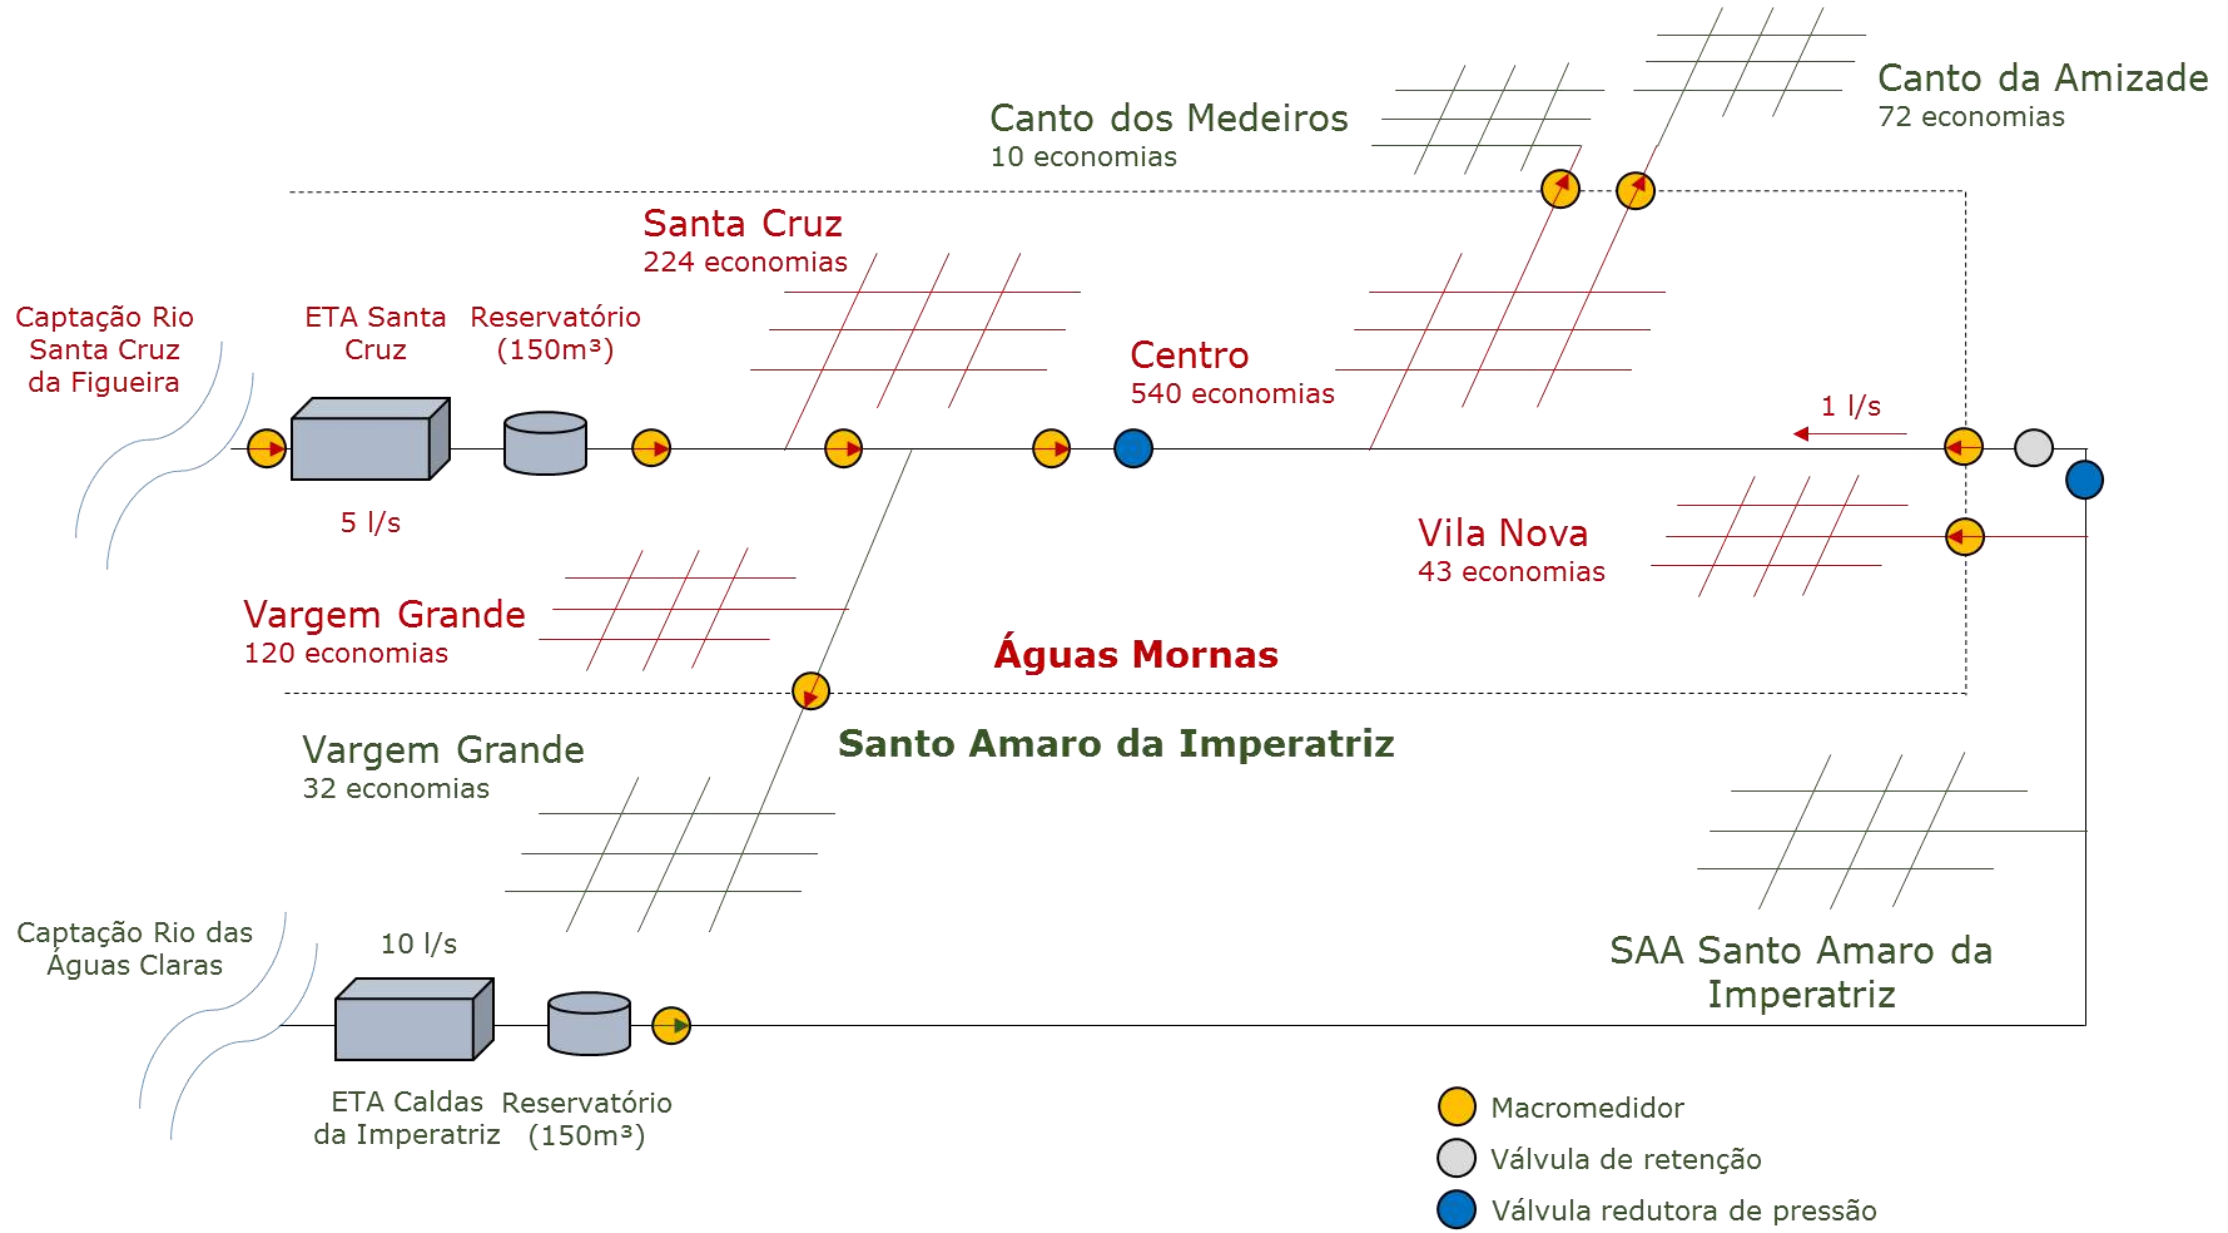 Canto da Amizade
72 economias
Canto dos Medeiros
10 economias
Santa Cruz
224 economias
Captação Rio
Santa Cruz
da Figueira
ETA Santa
Cruz
Reservatório
(150m³)
5 l/s
Centro
540 economias
1 l/s
Vila Nova
43 economias
Vargem Grande
120 economias
Águas Mornas
Santo Amaro da Imperatriz
Vargem Grande
32 economias
Captação Rio das
Águas Claras
10 l/s
SAA Santo Amaro da
Imperatriz
ETA Caldas
da Imperatriz
Reservatório
(150m³)
Macromedidor
Válvula de retenção
Válvula redutora de pressão